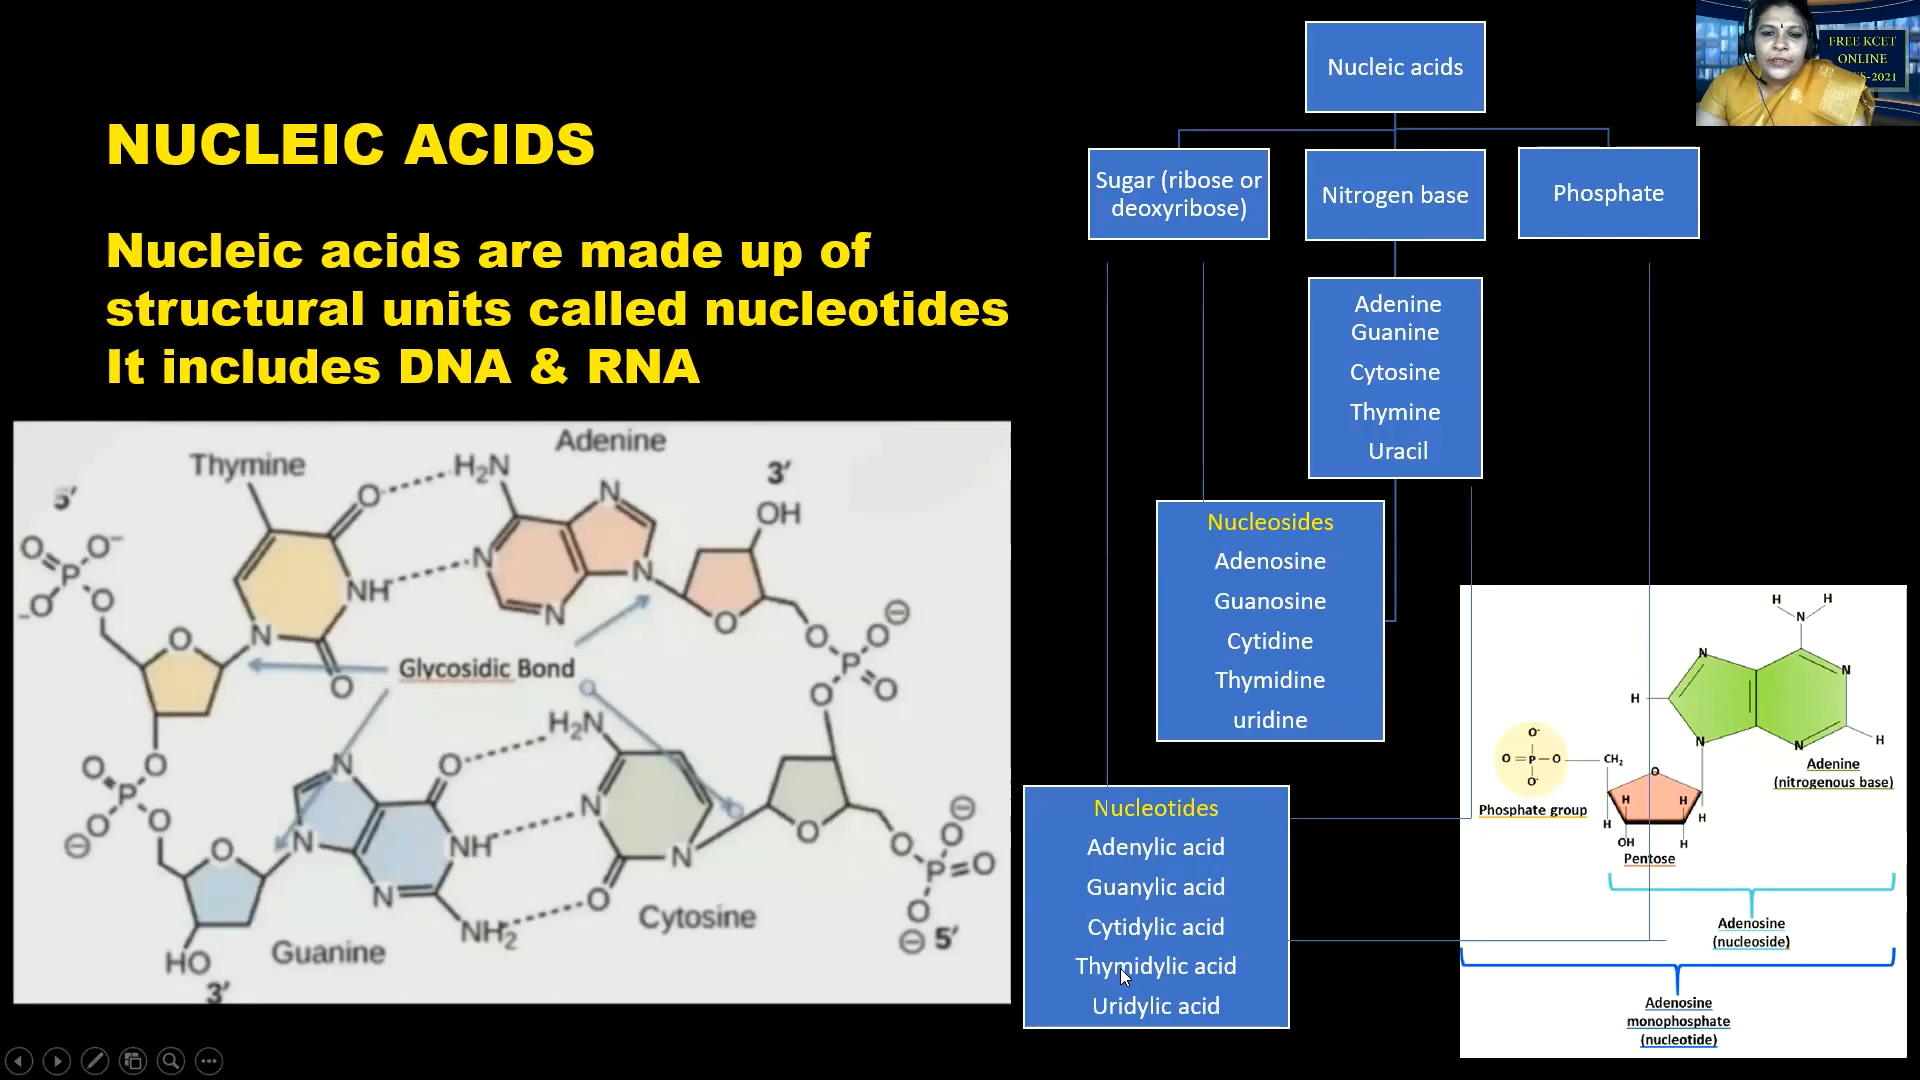 NUCLEIC ACIDS
Nucleic acids are made up of
structural units called nucleotides
It includes DNA & RNA
Nucleic acids
Sugar (ribose or
deoxyribose)
Nitrogen base
Phosphate
Adenine
Guanine
Cytosine
Thymine
Uracil
Nucleosides
Adenosine
Guanosine
Cytidine
Thymidine
uridine
Nucleotides
Adenylic acid
Guanylic acid
Cytidylic acid
Thymidylic acid
Uridylic acid
FREE KCET
ONLINE
S-2021
Thymine
Adenine
5'
3'
O
H₂N
N
OH
O
O⁻
P
⁻O
O
NH
N
N
N
N
O
O
O
O
⊖
P
O
O
Glycosidic Bond
O
N
O
H₂N
O
O
P
O
⊖
O
N
N
NH
N
NH₂
O
N
N
O
O
O
⊖
O
P
O
O
⊖ 5'
Cytosine
Guanine
HO
3'
H
H
N
N
N
H
N
N
H
Adenine
(nitrogenous base)
O⁻
O=P–O
O⁻
CH₂
O
Phosphate group
H
H
H
H
OH
H
Pentose
Adenosine
(nucleoside)
Adenosine
monophosphate
(nucleotide)